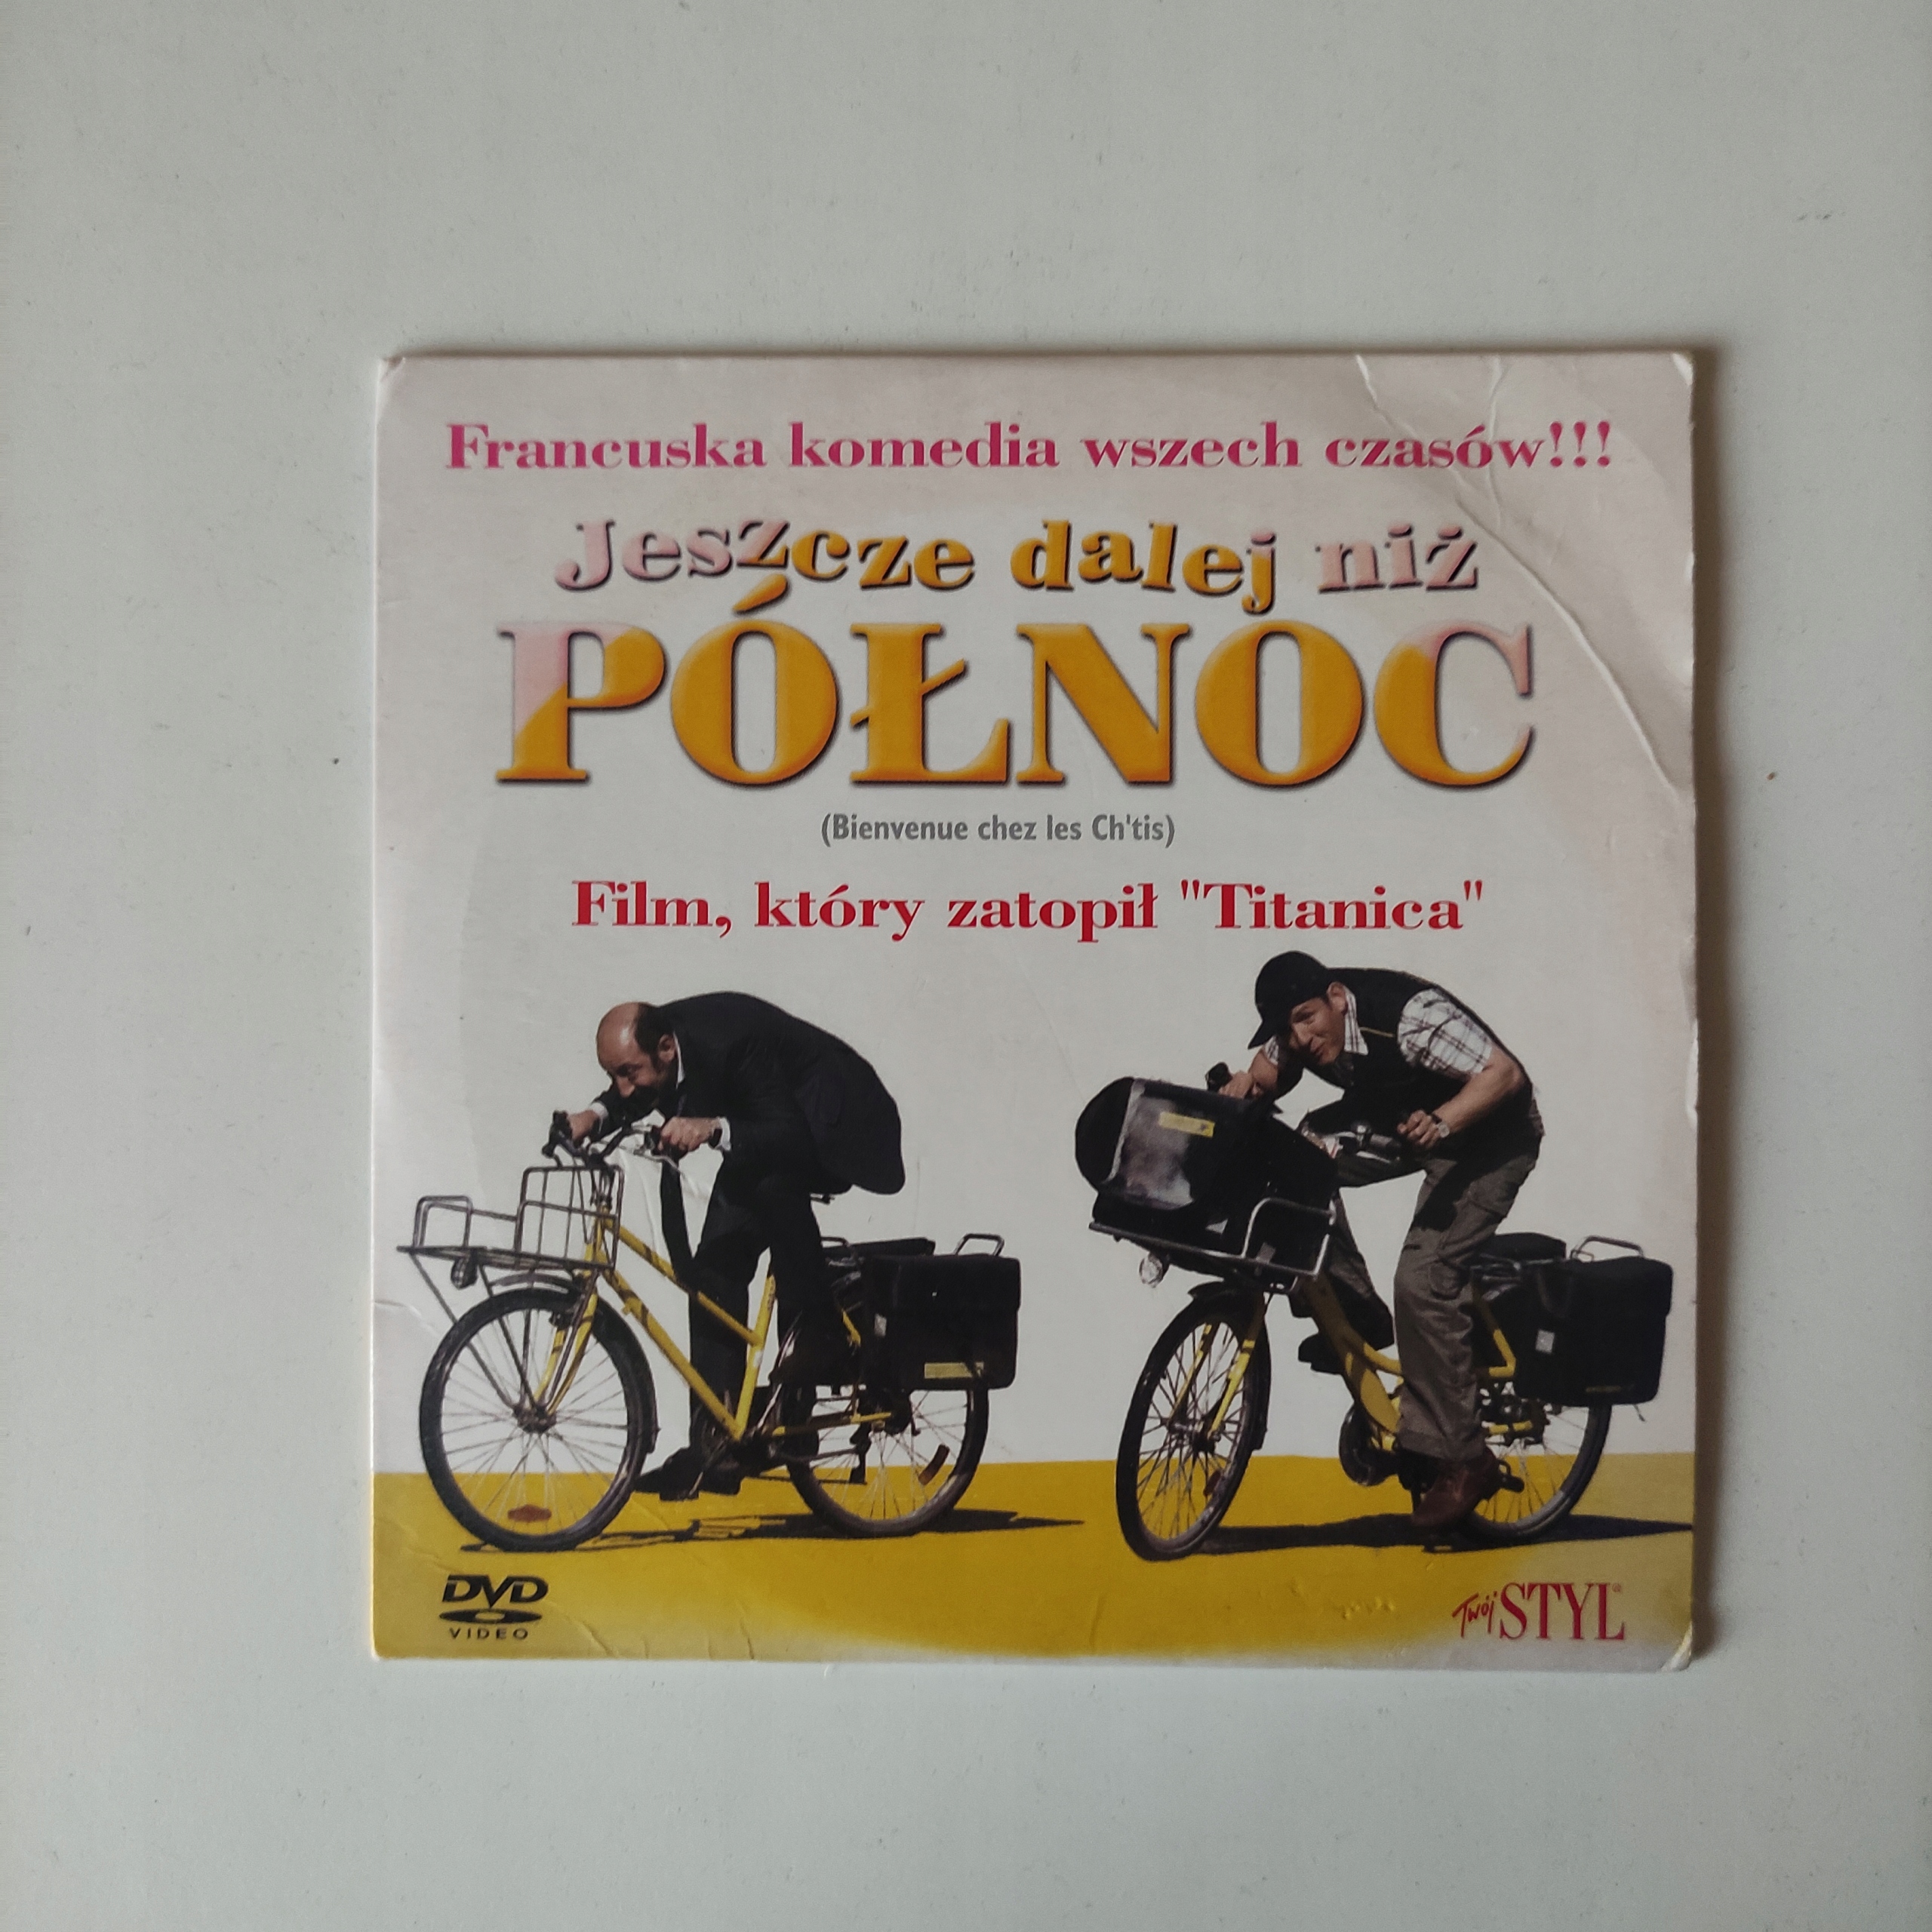 Francuska komedia wszech czasów!!!
Jeszcze dalej niż
PÓŁNOC
(Bienvenue chez les Ch'tis)
Film, który zatopił "Titanica"
DVD
VIDEO
Twój STYL®